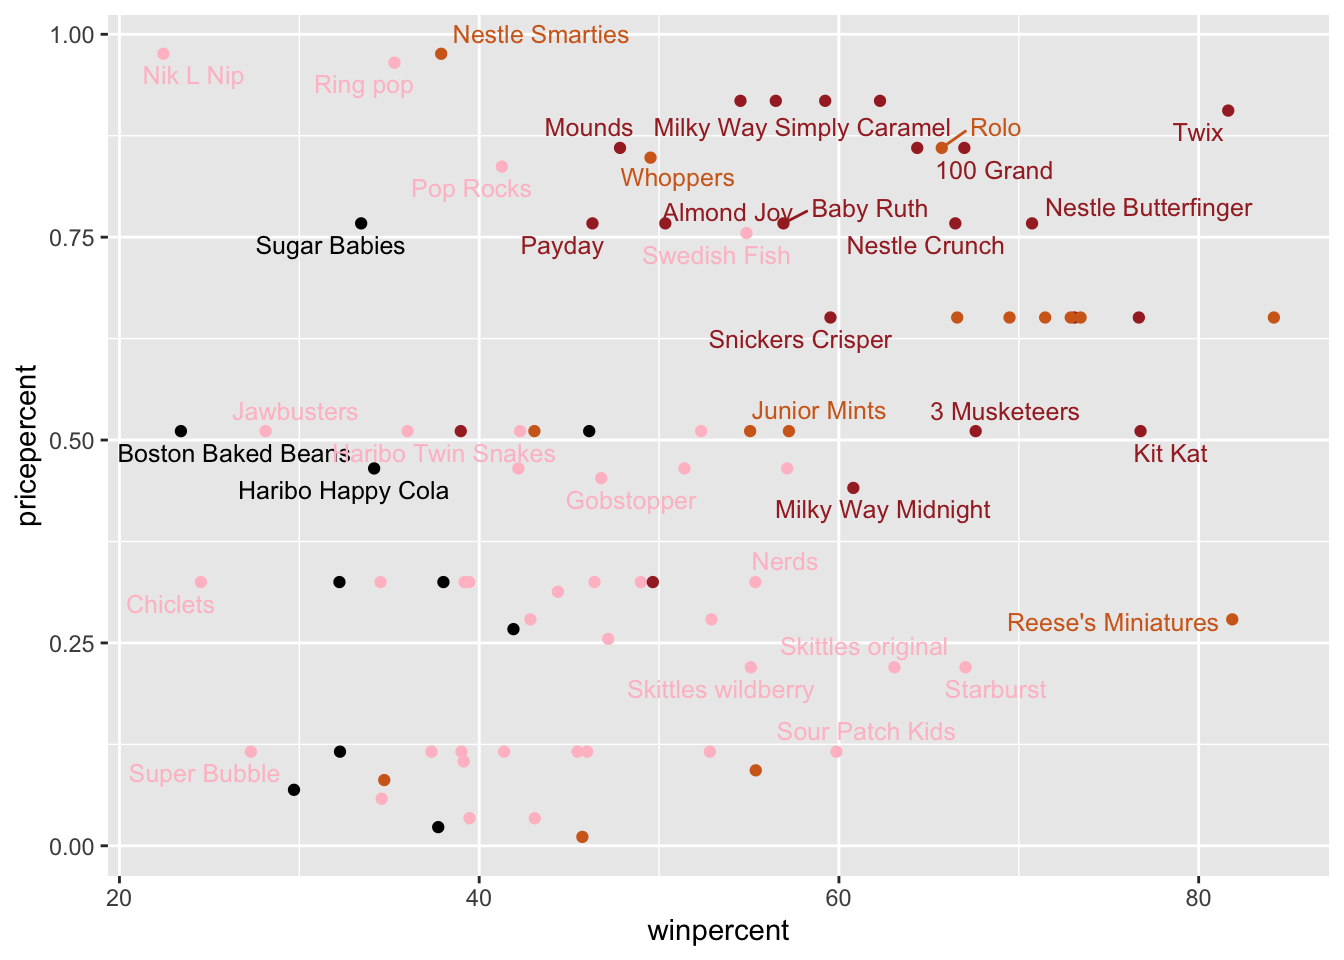 1.00
Nestle Smarties
Nik L Nip
Ring pop
Mounds
Milky Way Simply Caramel
Rolo
Twix
100 Grand
Whoppers
Pop Rocks
Almond Joy
Baby Ruth
Nestle Butterfinger
0.75
Sugar Babies
Payday
Nestle Crunch
Swedish Fish
Snickers Crisper
pricepercent
Jawbusters
Junior Mints
3 Musketeers
0.50
Boston Baked Beans
Haribo Twin Snakes
Kit Kat
Haribo Happy Cola
Gobstopper
Milky Way Midnight
Nerds
Chiclets
Reese's Miniatures
0.25
Skittles original
Skittles wildberry
Starburst
Sour Patch Kids
Super Bubble
0.00
20
40
60
80
winpercent